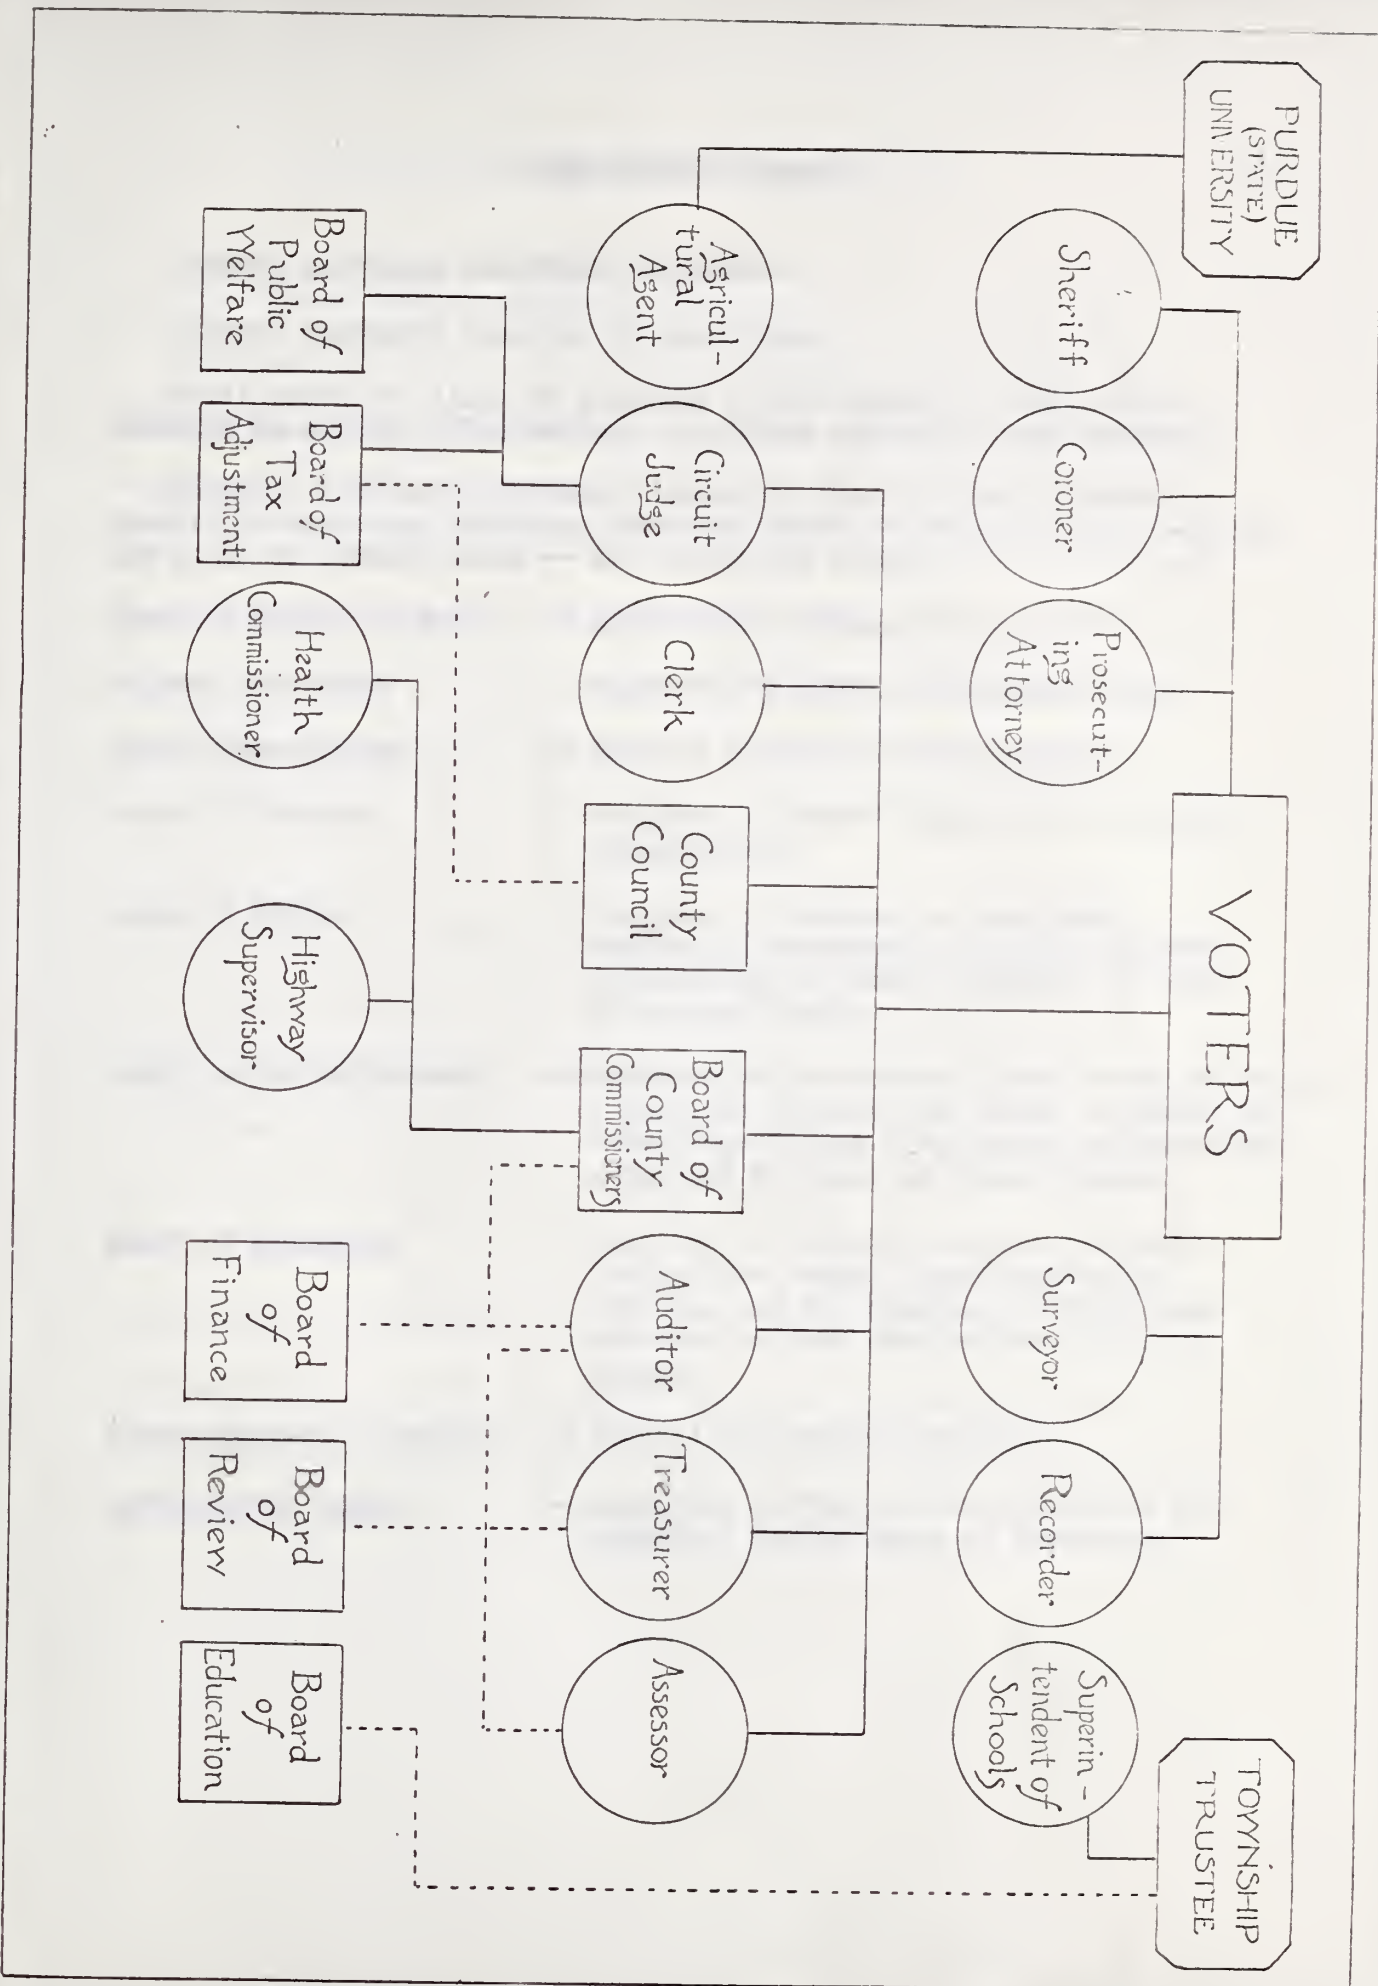 PURDUE
(STATE)
UNIVERSITY
VOTERS
TOWNSHIP
TRUSTEE
Sheriff
Coroner
Prosecut-
ing
Attorney
Surveyor
Recorder
Superin-
tendent of
Schools
Agricul-
tural
Agent
Circuit
Judge
Clerk
County
Council
Board of
County
Commissioners
Auditor
Treasurer
Assessor
Board of
Public
Welfare
Board of
Tax
Adjustment
Health
Commissioner
Highway
Supervisor
Board
of
Finance
Board
of
Review
Board
of
Education